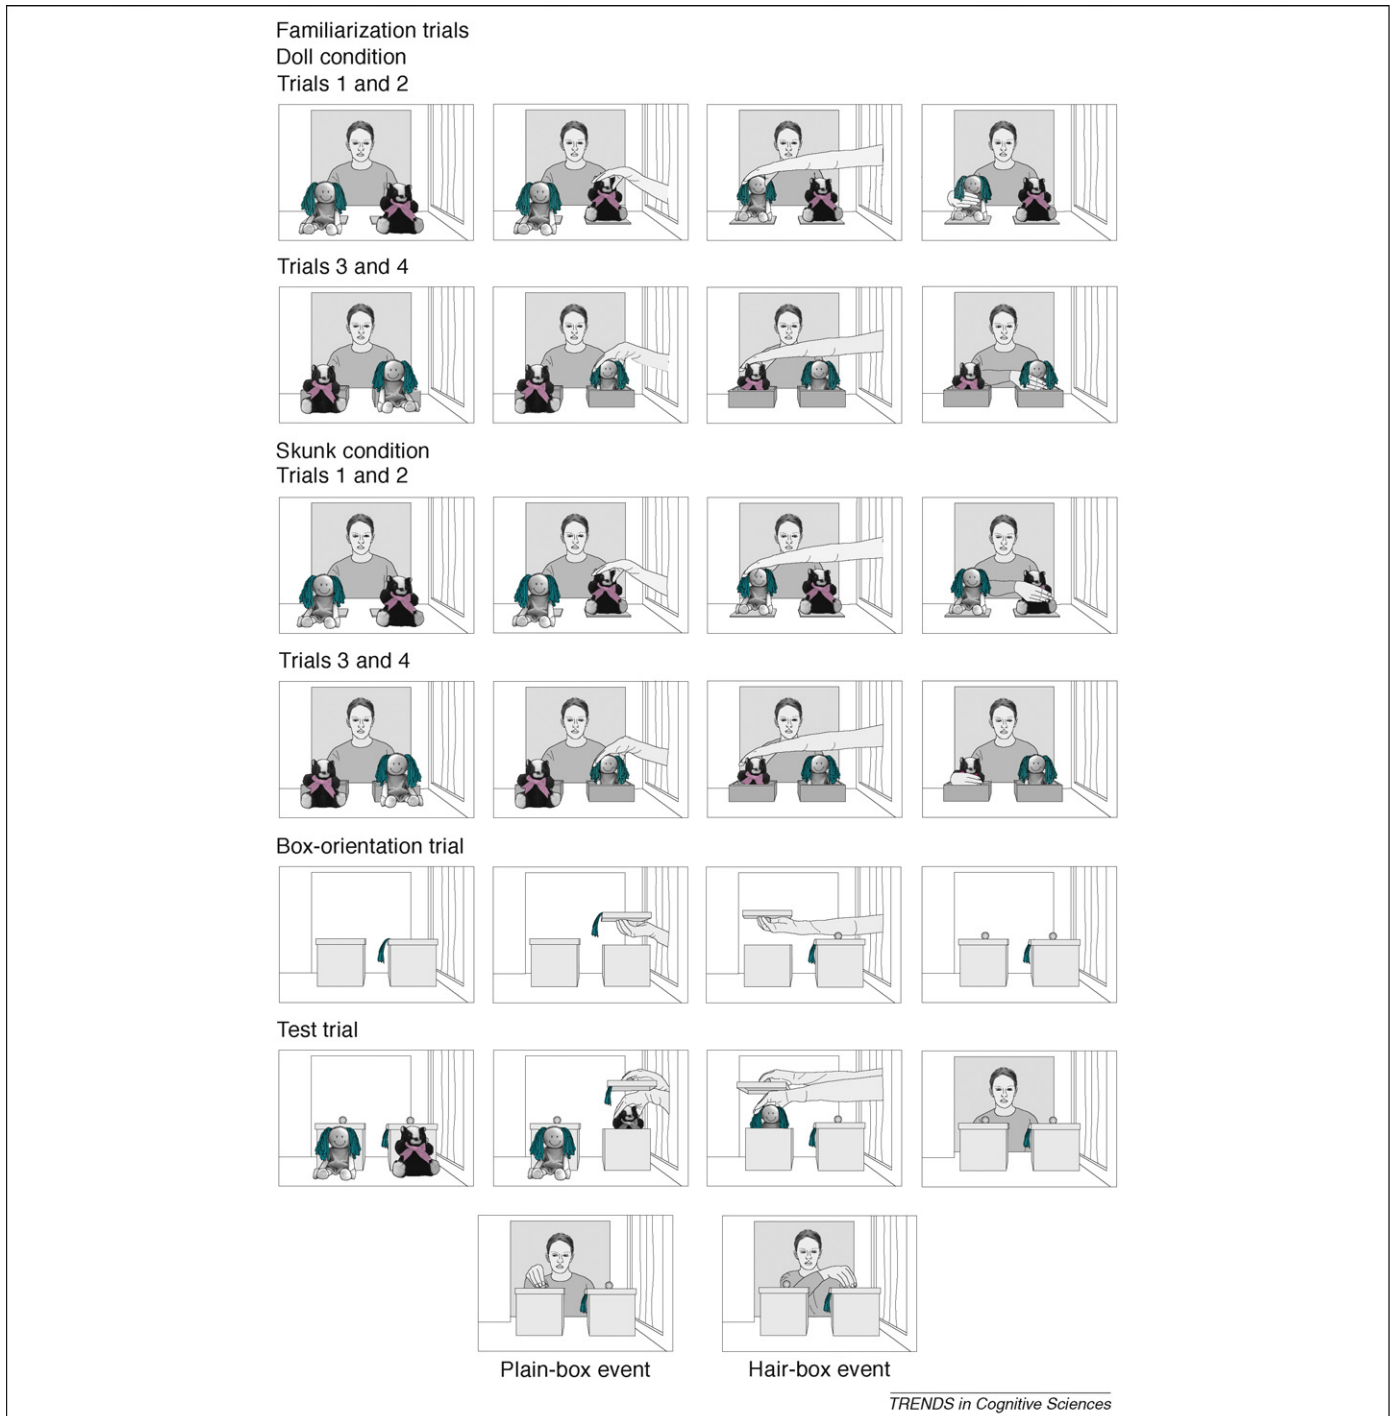 Familiarization trials
Doll condition
Trials 1 and 2
Trials 3 and 4
Skunk condition
Trials 1 and 2
Trials 3 and 4
Box-orientation trial
Test trial
Plain-box event
Hair-box event
TRENDS in Cognitive Sciences